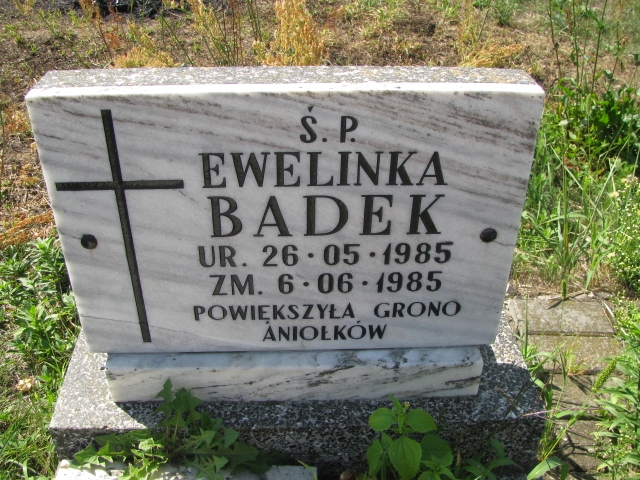 Ś. P.
EWELINKA
BADEK
UR. 26·05·1985
ZM. 6·06·1985
POWIĘKSZYŁA GRONO
ANIOŁKÓW